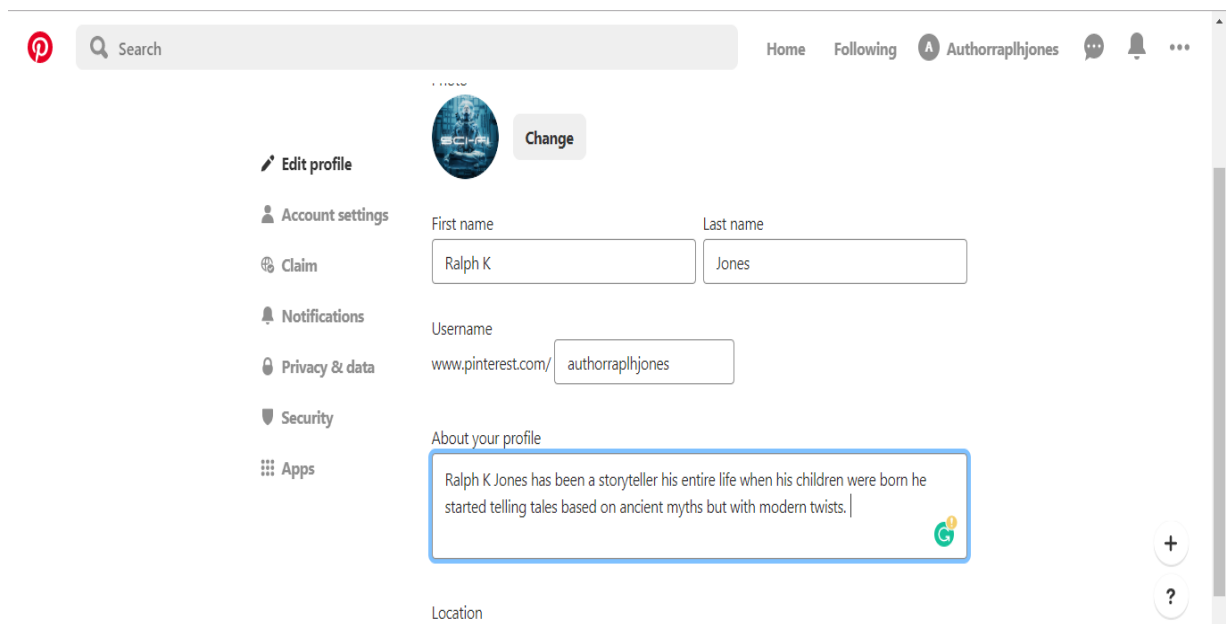 Search
Home
Following
A
Authorraplhjones
Photo
SCI-FI
Change
Edit profile
Account settings
Claim
Notifications
Privacy & data
Security
Apps
First name
Last name
Ralph K
Jones
Username
www.pinterest.com/
authorraplhjones
About your profile
Ralph K Jones has been a storyteller his entire life when his children were born he
started telling tales based on ancient myths but with modern twists.
Location
+
?